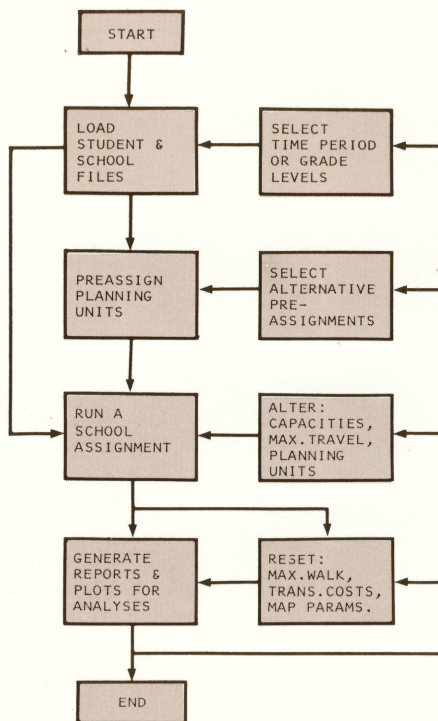 START
LOAD
STUDENT &
SCHOOL
FILES
SELECT
TIME PERIOD
OR GRADE
LEVELS
PREASSIGN
PLANNING
UNITS
SELECT
ALTERNATIVE
PRE-
ASSIGNMENTS
RUN A
SCHOOL
ASSIGNMENT
ALTER:
CAPACITIES,
MAX.TRAVEL,
PLANNING
UNITS
GENERATE
REPORTS &
PLOTS FOR
ANALYSES
RESET:
MAX.WALK,
TRANS.COSTS,
MAP PARAMS.
END